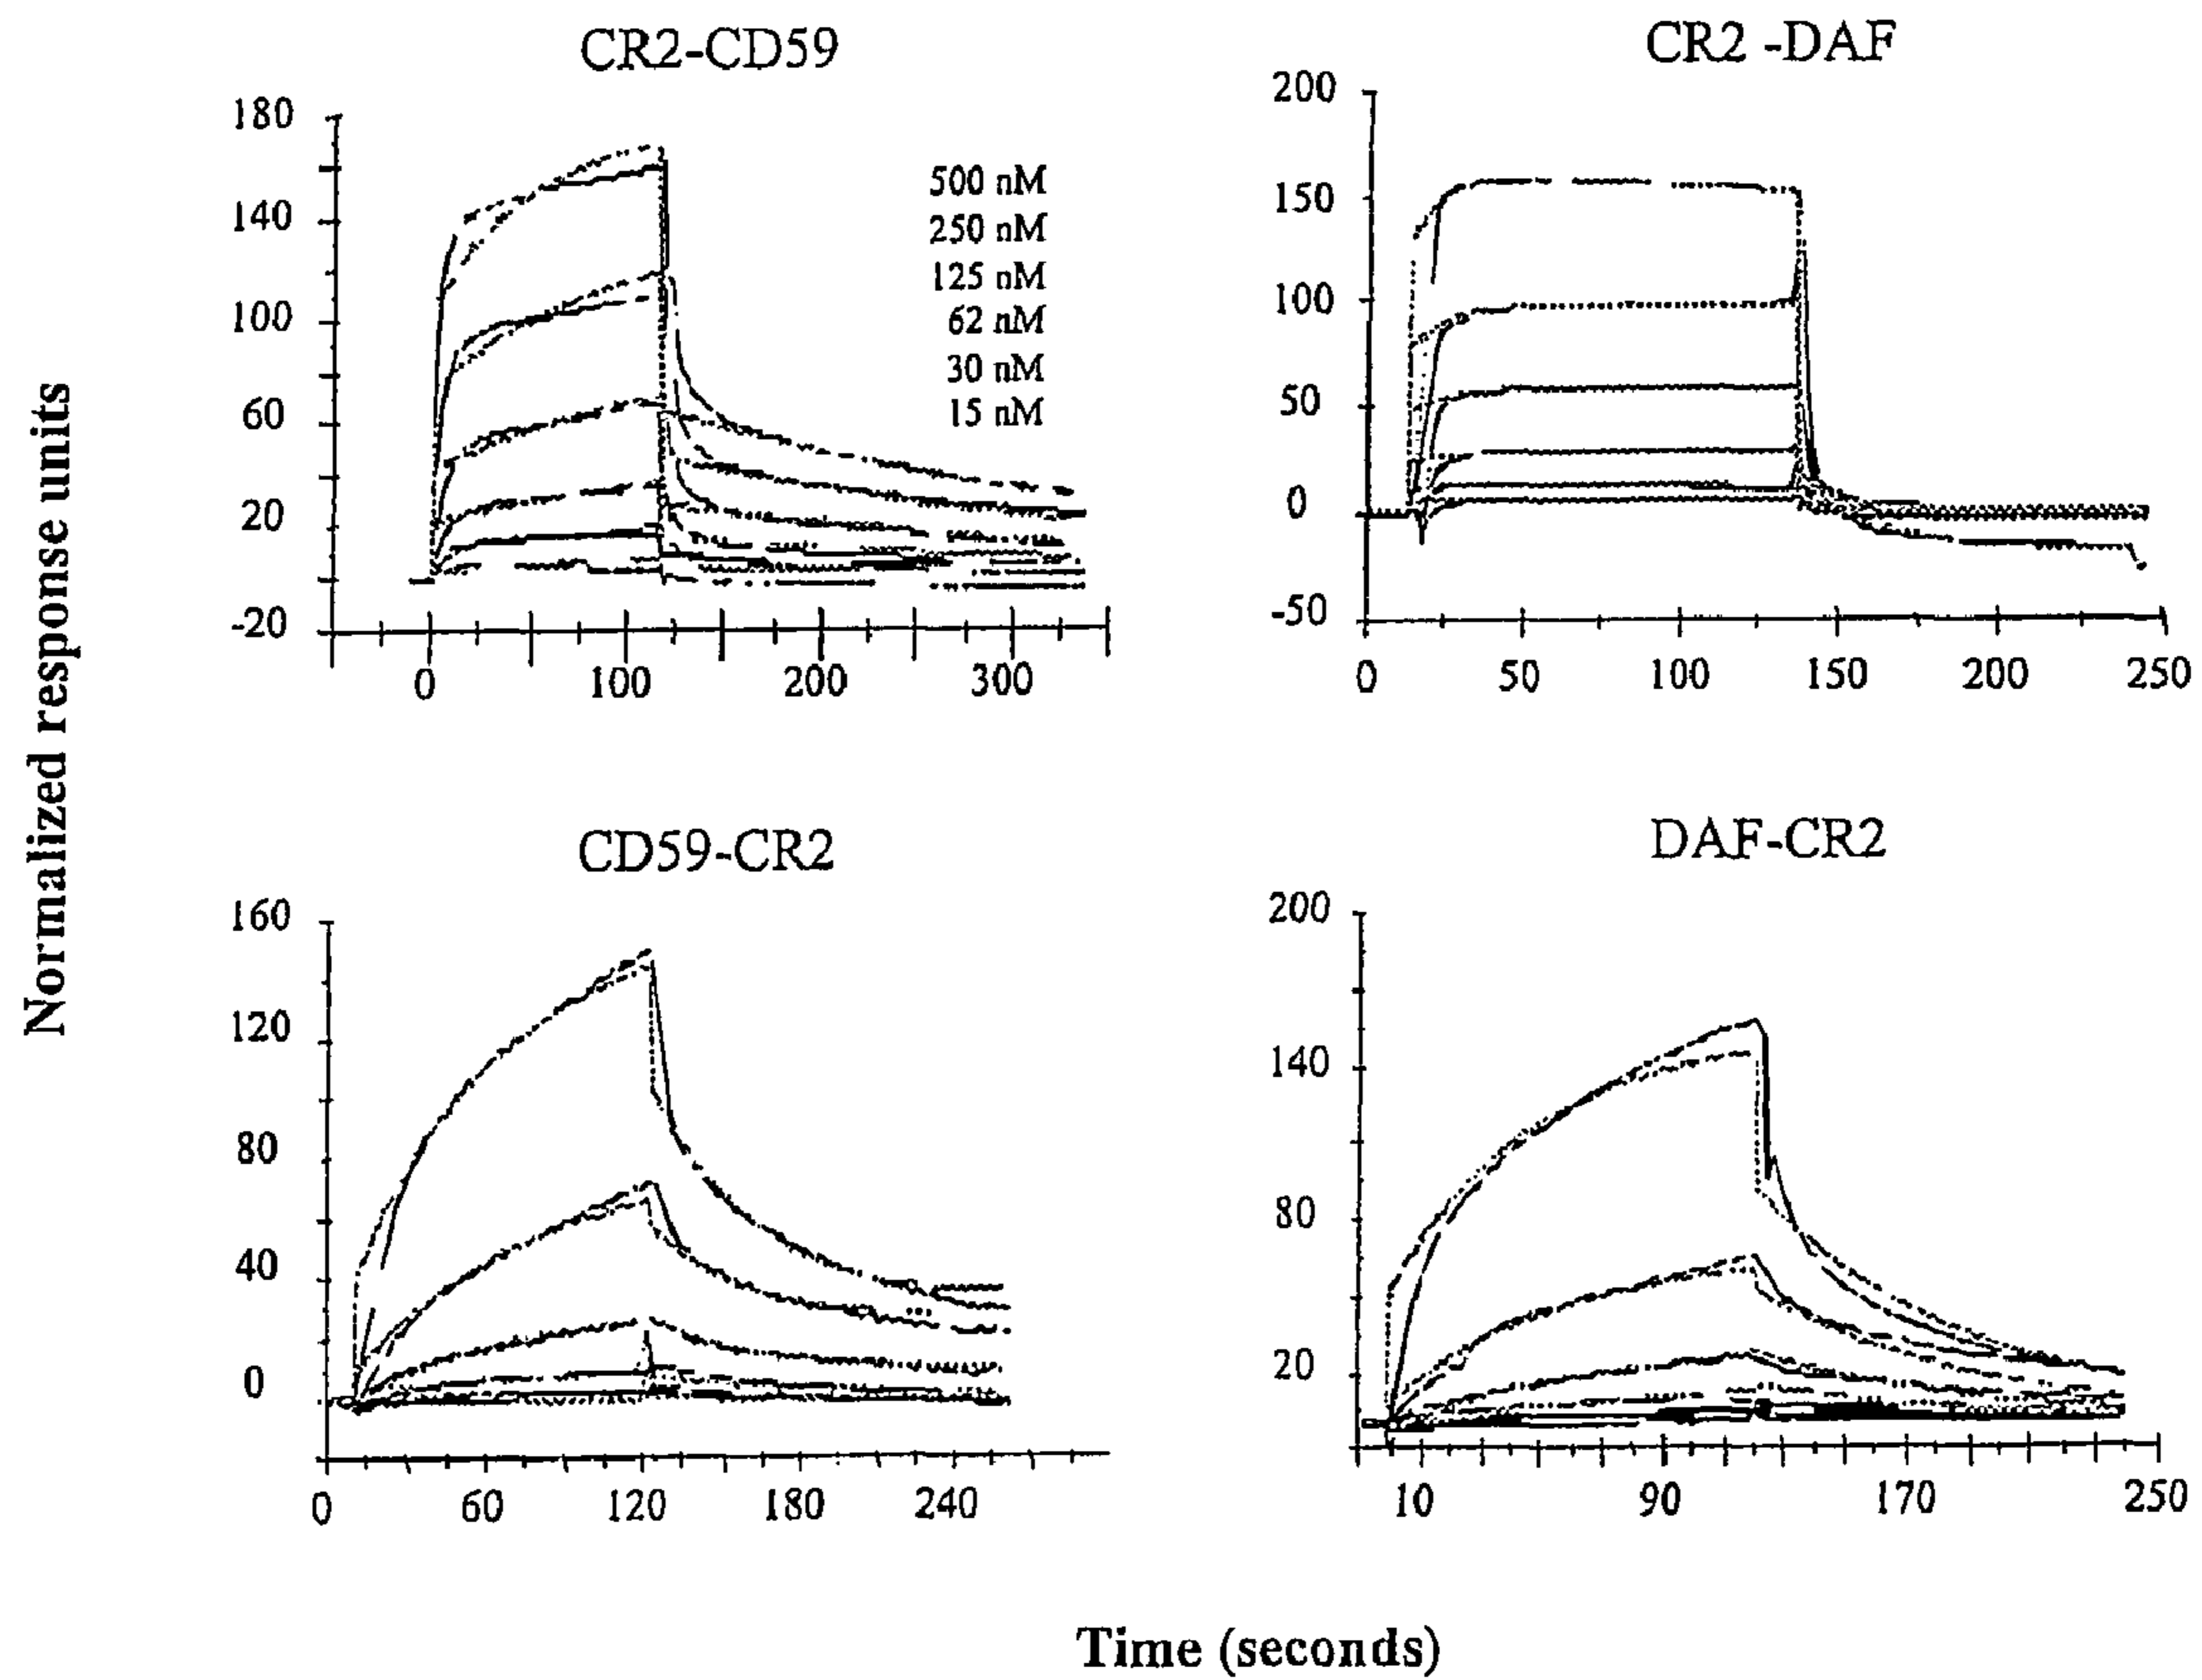 CR2-CD59
180
140
100
60
20
-20
500 nM
250 nM
125 nM
62 nM
30 nM
15 nM
0 100 200 300
CR2 -DAF
200
150
100
50
0
-50
0 50 100 150 200 250
Normalized response units
CD59-CR2
160
120
80
40
0
0 60 120 180 240
DAF-CR2
200
140
80
20
10 90 170 250
Time (seconds)